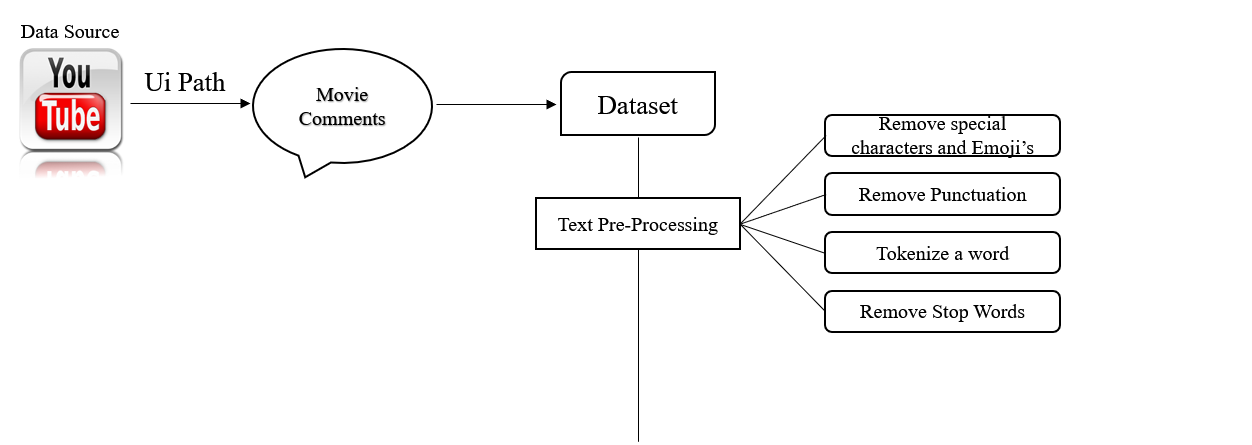 Data Source
You
Tube
Ui Path
Movie
Comments
Dataset
Text Pre-Processing
Remove special
characters and Emoji’s
Remove Punctuation
Tokenize a word
Remove Stop Words